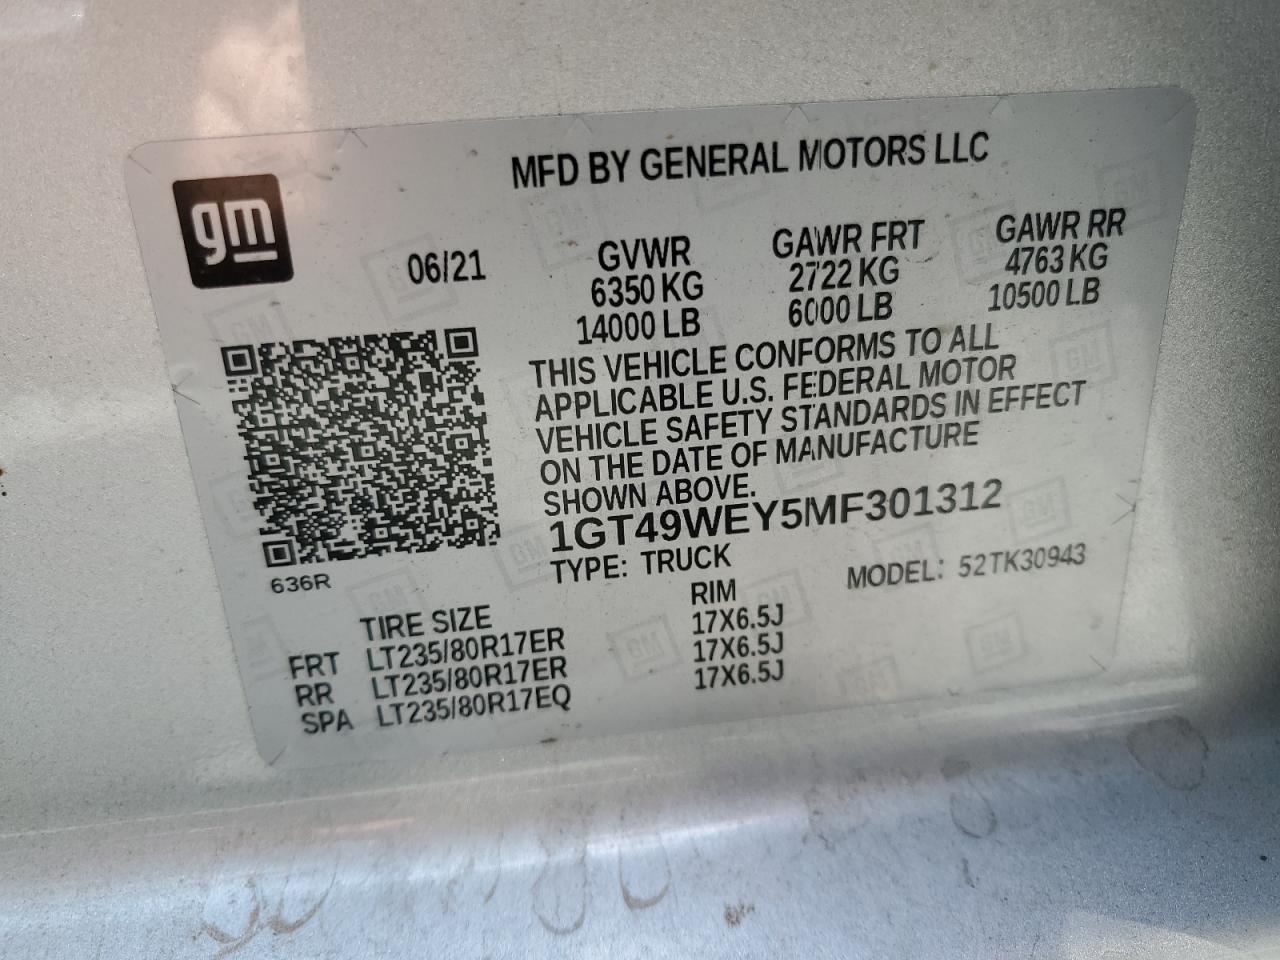 gm
MFD BY GENERAL MOTORS LLC
06/21
GVWR GAWR FRT GAWR RR
6350 KG 2722 KG 4763 KG
14000 LB 6000 LB 10500 LB
THIS VEHICLE CONFORMS TO ALL
APPLICABLE U.S. FEDERAL MOTOR
VEHICLE SAFETY STANDARDS IN EFFECT
ON THE DATE OF MANUFACTURE
SHOWN ABOVE.
1GT49WEY5MF301312
TYPE: TRUCK MODEL: 52TK30943
636R
TIRE SIZE RIM
FRT LT235/80R17ER 17X6.5J
RR LT235/80R17ER 17X6.5J
SPA LT235/80R17EQ 17X6.5J